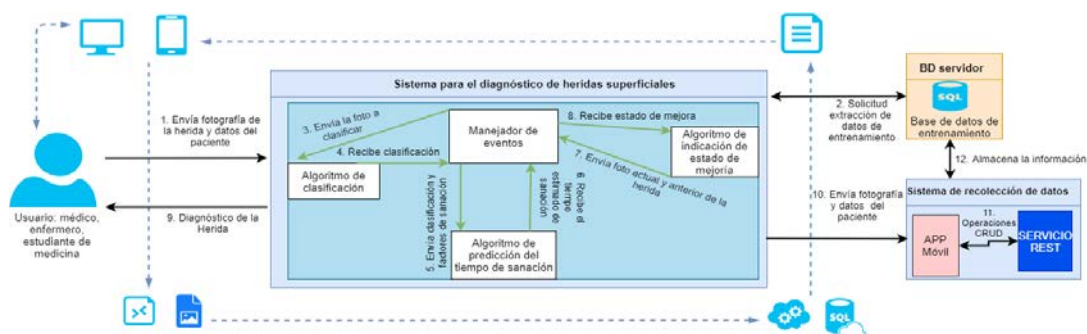 Sistema para el diagnóstico de heridas superficiales
BD servidor
SQL
Base de datos de
entrenamiento
1. Envía fotografía de
la herida y datos del
paciente
3. Envía la foto a
clasificar
4. Recibe clasificación
Manejador de
eventos
8. Recibe estado de mejora
Algoritmo de
indicación de
estado de
mejoría
7. Envía foto actual y anterior de la
herida
Algoritmo de
clasificación
5. Envía clasificación y
factores de sanación
6. Recibe el
tiempo
estimado de
sanación
Algoritmo de
predicción del
tiempo de sanación
2. Solicitud
extracción de
datos de
entrenamiento
12. Almacena la información
Usuario: médico,
enfermero,
estudiante de
medicina
9. Diagnóstico de la
Herida
10. Envía fotografía
y datos del
paciente
Sistema de recolección de datos
11.
Operaciones
CRUD
APP
Móvil
SERVICIO
REST
SQL